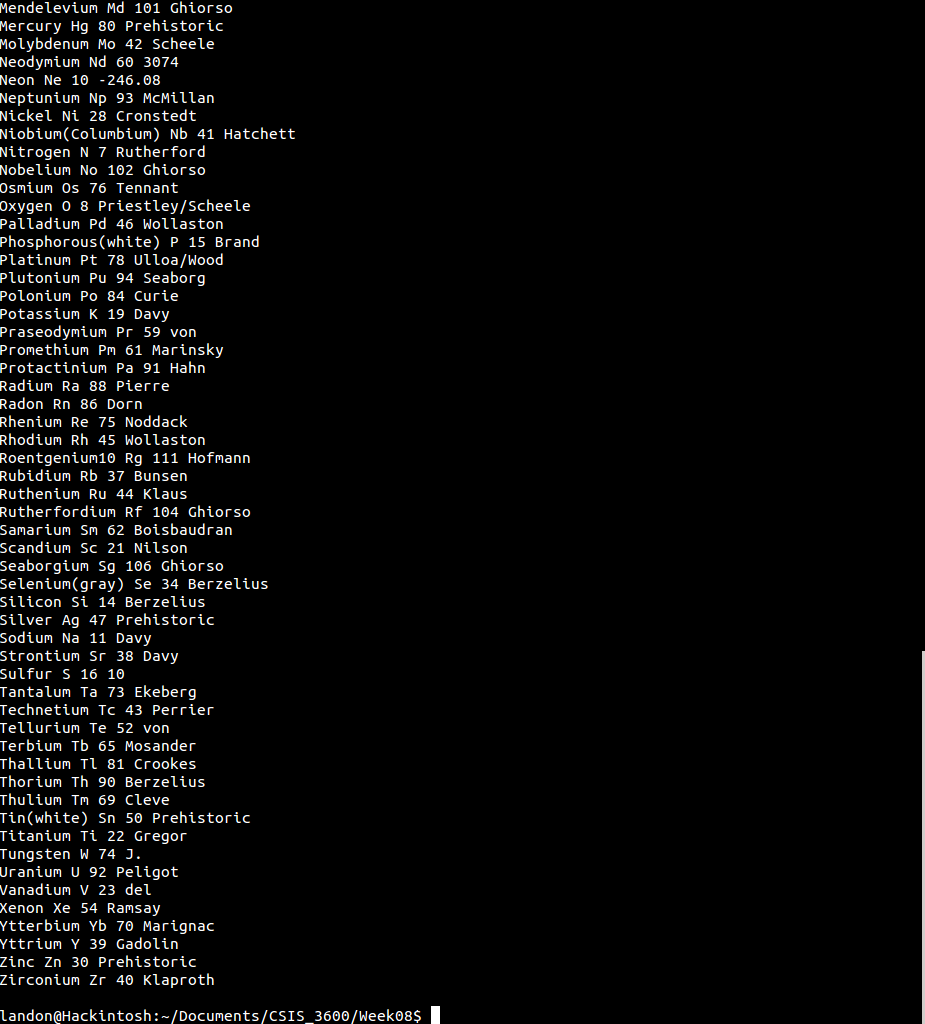 Mendelevium Md 101 Ghiorso
Mercury Hg 80 Prehistoric
Molybdenum Mo 42 Scheele
Neodymium Nd 60 3074
Neon Ne 10 -246.08
Neptunium Np 93 McMillan
Nickel Ni 28 Cronstedt
Niobium(Columbium) Nb 41 Hatchett
Nitrogen N 7 Rutherford
Nobelium No 102 Ghiorso
Osmium Os 76 Tennant
Oxygen O 8 Priestley/Scheele
Palladium Pd 46 Wollaston
Phosphorous(white) P 15 Brand
Platinum Pt 78 Ulloa/Wood
Plutonium Pu 94 Seaborg
Polonium Po 84 Curie
Potassium K 19 Davy
Praseodymium Pr 59 von
Promethium Pm 61 Marinsky
Protactinium Pa 91 Hahn
Radium Ra 88 Pierre
Radon Rn 86 Dorn
Rhenium Re 75 Noddack
Rhodium Rh 45 Wollaston
Roentgenium10 Rg 111 Hofmann
Rubidium Rb 37 Bunsen
Ruthenium Ru 44 Klaus
Rutherfordium Rf 104 Ghiorso
Samarium Sm 62 Boisbaudran
Scandium Sc 21 Nilson
Seaborgium Sg 106 Ghiorso
Selenium(gray) Se 34 Berzelius
Silicon Si 14 Berzelius
Silver Ag 47 Prehistoric
Sodium Na 11 Davy
Strontium Sr 38 Davy
Sulfur S 16 10
Tantalum Ta 73 Ekeberg
Technetium Tc 43 Perrier
Tellurium Te 52 von
Terbium Tb 65 Mosander
Thallium Tl 81 Crookes
Thorium Th 90 Berzelius
Thulium Tm 69 Cleve
Tin(white) Sn 50 Prehistoric
Titanium Ti 22 Gregor
Tungsten W 74 J.
Uranium U 92 Peligot
Vanadium V 23 del
Xenon Xe 54 Ramsay
Ytterbium Yb 70 Marignac
Yttrium Y 39 Gadolin
Zinc Zn 30 Prehistoric
Zirconium Zr 40 Klaproth
landon@Hackintosh:~/Documents/CSIS_3600/Week08$